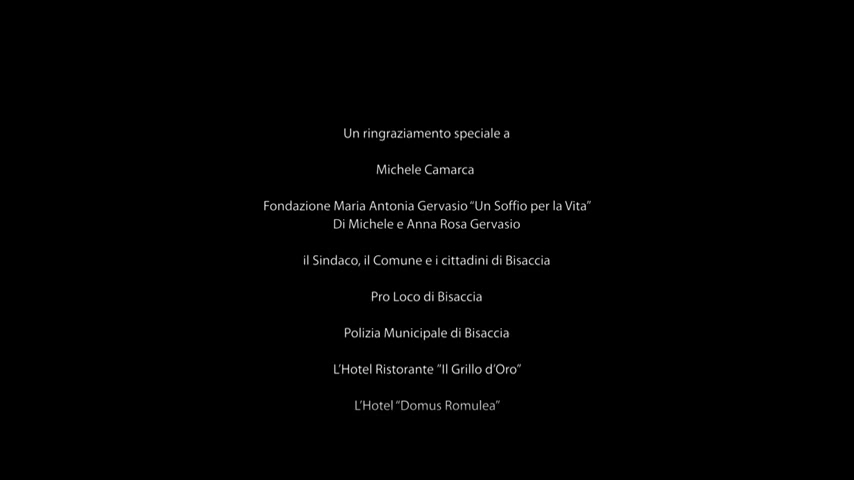 Un ringraziamento speciale a
Michele Camarca
Fondazione Maria Antonia Gervasio “Un Soffio per la Vita”
Di Michele e Anna Rosa Gervasio
il Sindaco, il Comune e i cittadini di Bisaccia
Pro Loco di Bisaccia
Polizia Municipale di Bisaccia
L’Hotel Ristorante ”Il Grillo d’Oro”
L’Hotel “Domus Romulea”